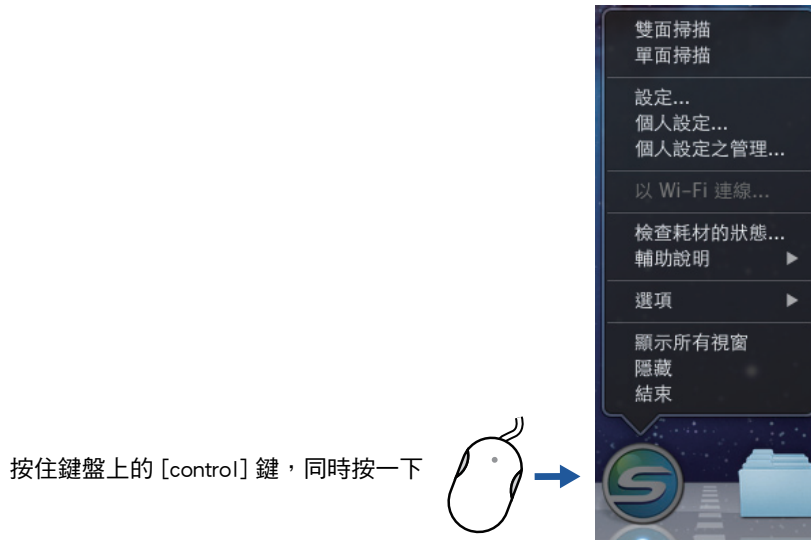 雙面掃描
單面掃描
設定...
個人設定...
個人設定之管理...
以 Wi-Fi 連線...
檢查耗材的狀態...
輔助說明
選項
顯示所有視窗
隱藏
結束
按住鍵盤上的 [control] 鍵，同時按一下